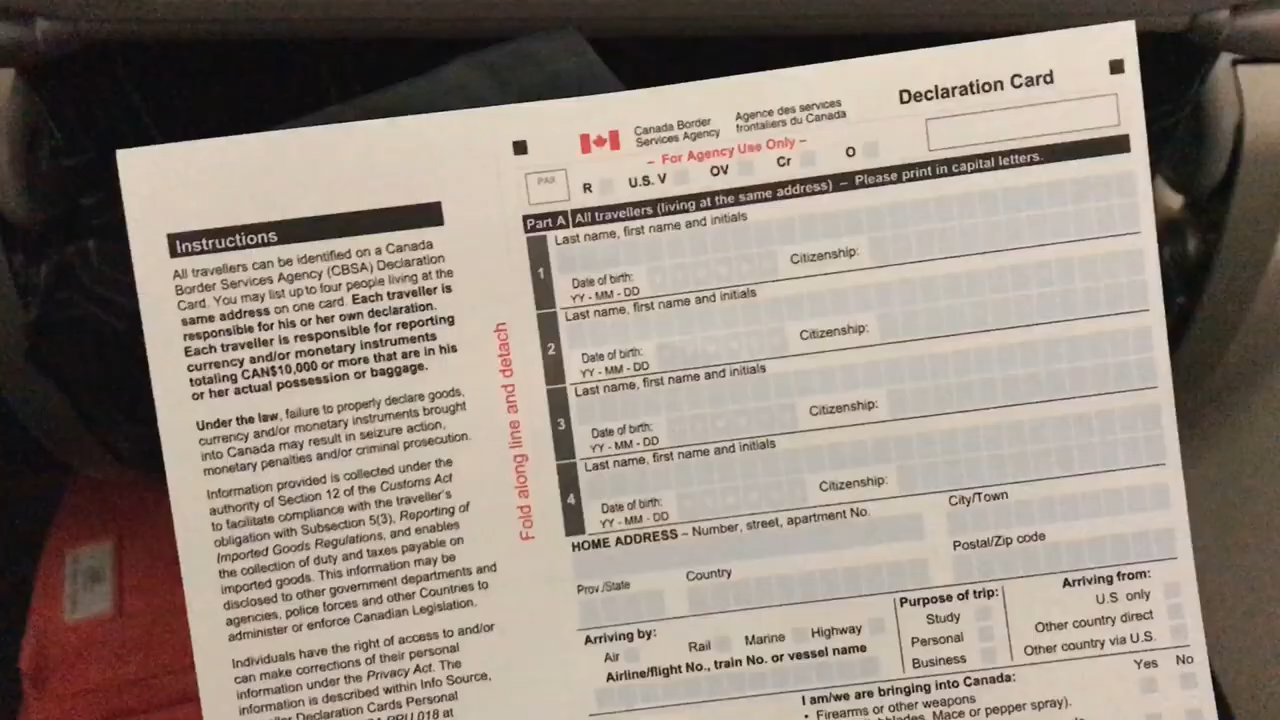 Declaration Card
Canada Border
Services Agency
Agence des services
frontaliers du Canada
– For Agency Use Only –
PAX
R
U.S. V
OV
Cr
O
Part A
All travellers (living at the same address) – Please print in capital letters.
1
Last name, first name and initials
Date of birth:
YY - MM - DD
Citizenship:
2
Last name, first name and initials
Date of birth:
YY - MM - DD
Citizenship:
3
Last name, first name and initials
Date of birth:
YY - MM - DD
Citizenship:
4
Last name, first name and initials
Date of birth:
YY - MM - DD
Citizenship:
HOME ADDRESS – Number, street, apartment No.
City/Town
Prov./State
Country
Postal/Zip code
Arriving by:
Air
Rail
Marine
Highway
Airline/flight No., train No. or vessel name
Purpose of trip:
Study
Personal
Business
Arriving from:
U.S only
Other country direct
Other country via U.S.
Yes No
I am/we are bringing into Canada:
• Firearms or other weapons
blades, Mace or pepper spray).
Fold along line and detach
Instructions
All travellers can be identified on a Canada
Border Services Agency (CBSA) Declaration
Card. You may list up to four people living at the
same address on one card. Each traveller is
responsible for his or her own declaration.
Each traveller is responsible for reporting
currency and/or monetary instruments
totaling CAN$10,000 or more that are in his
or her actual possession or baggage.
Under the law, failure to properly declare goods,
currency and/or monetary instruments brought
into Canada may result in seizure action,
monetary penalties and/or criminal prosecution.
Information provided is collected under the
authority of Section 12 of the Customs Act
to facilitate compliance with the traveller's
obligation with Subsection 5(3), Reporting of
Imported Goods Regulations, and enables
the collection of duty and taxes payable on
imported goods. This information may be
disclosed to other government departments and
agencies, police forces and other Countries to
administer or enforce Canadian Legislation.
Individuals have the right of access to and/or
can make corrections of their personal
information under the Privacy Act. The
information is described within Info Source,
Declaration Cards Personal
PPU 018 at